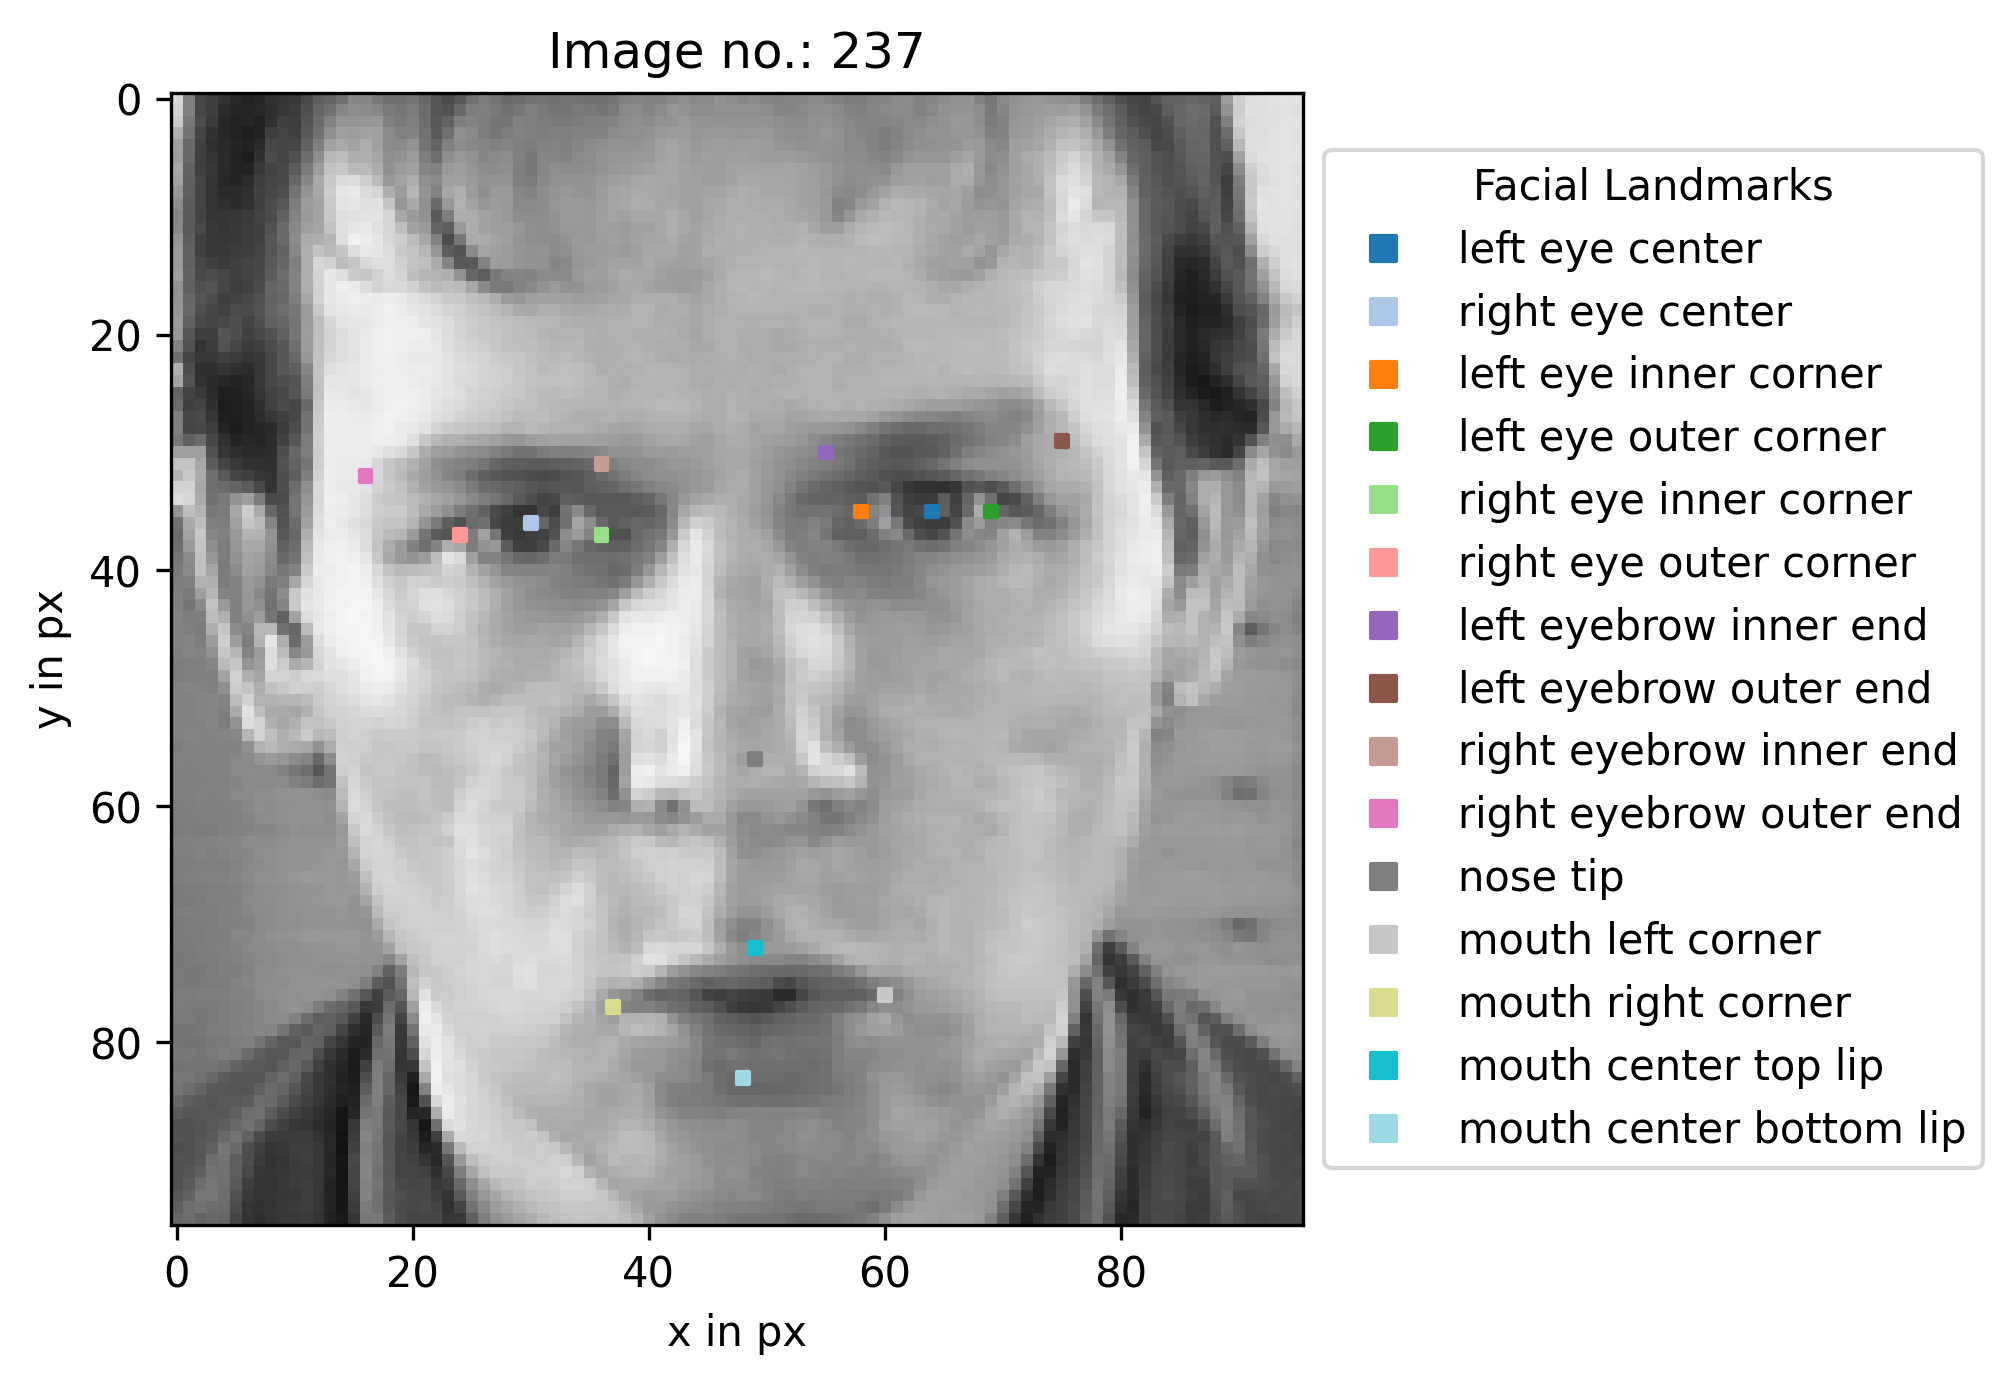 Image no.: 237
0
20
40
60
80
y in px
0 20 40 60 80
x in px
Facial Landmarks
left eye center
right eye center
left eye inner corner
left eye outer corner
right eye inner corner
right eye outer corner
left eyebrow inner end
left eyebrow outer end
right eyebrow inner end
right eyebrow outer end
nose tip
mouth left corner
mouth right corner
mouth center top lip
mouth center bottom lip